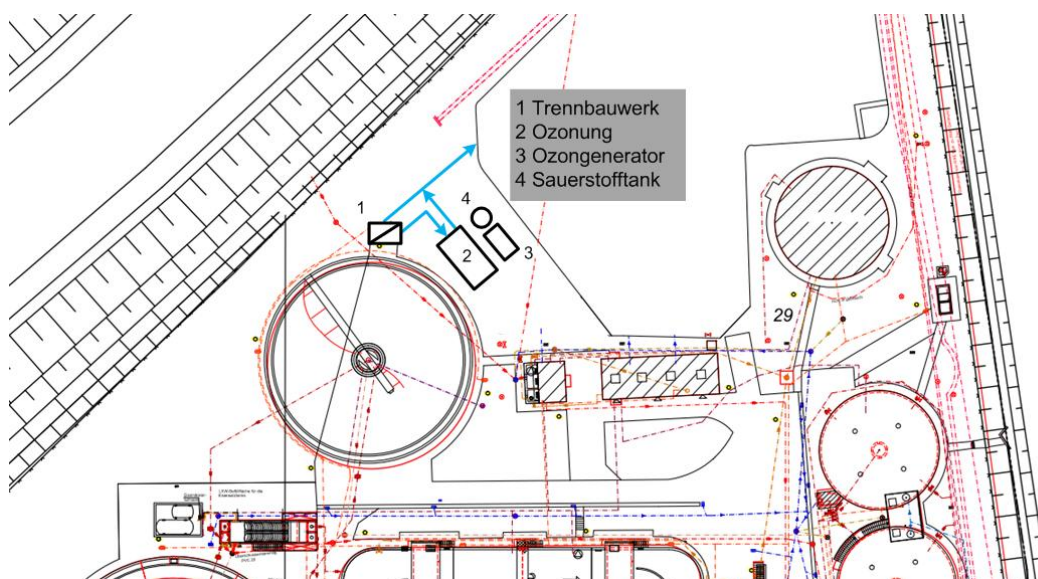 1 Trennbauwerk
2 Ozonung
3 Ozongenerator
4 Sauerstofftank
4
1
3
2
29